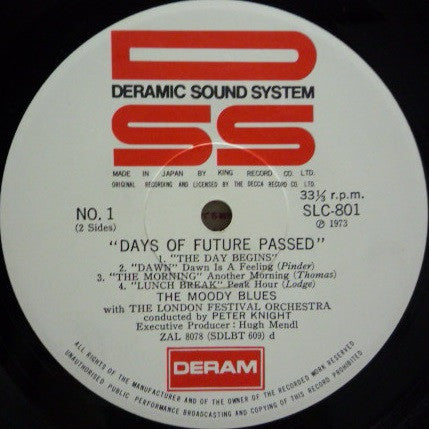 D
DERAMIC SOUND SYSTEM
SS
MADE IN JAPAN BY KING RECORD CO. LTD.
ORIGINAL RECORDING AND LICENSED BY THE DECCA RECORD CO. LTD.
NO. 1
(2 Sides)
33⅓ r.p.m.
SLC-801
Ⓟ 1973
"DAYS OF FUTURE PASSED"
1. "THE DAY BEGINS"
2. "DAWN" Dawn Is A Feeling (Pinder)
3. "THE MORNING" Another Morning (Thomas)
4. "LUNCH BREAK" Peak Hour (Lodge)
THE MOODY BLUES
with THE LONDON FESTIVAL ORCHESTRA
conducted by PETER KNIGHT
Executive Producer : Hugh Mendl
ZAL 8078 (SDLBT 609) d
DERAM
ALL RIGHTS OF THE MANUFACTURER AND OF THE OWNER OF THE RECORDED WORK RESERVED
UNAUTHORISED PUBLIC PERFORMANCE BROADCASTING AND COPYING OF THIS RECORD PROHIBITED